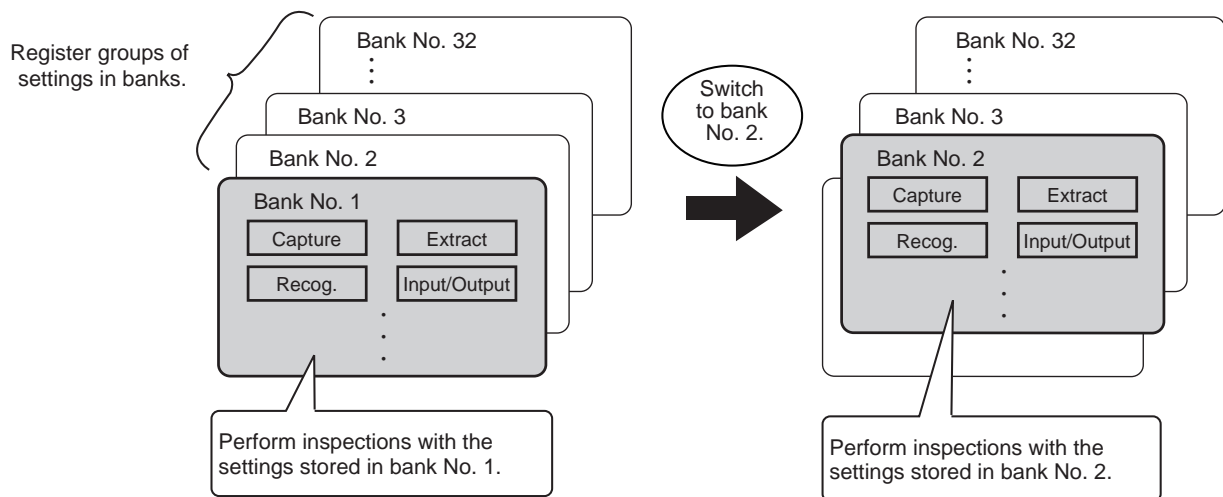 Register groups of
settings in banks.
Bank No. 32
Bank No. 3
Bank No. 2
Bank No. 1
Capture
Extract
Recog.
Input/Output
Perform inspections with the
settings stored in bank No. 1.
Switch
to bank
No. 2.
Bank No. 32
Bank No. 3
Bank No. 2
Capture
Extract
Recog.
Input/Output
Perform inspections with the
settings stored in bank No. 2.